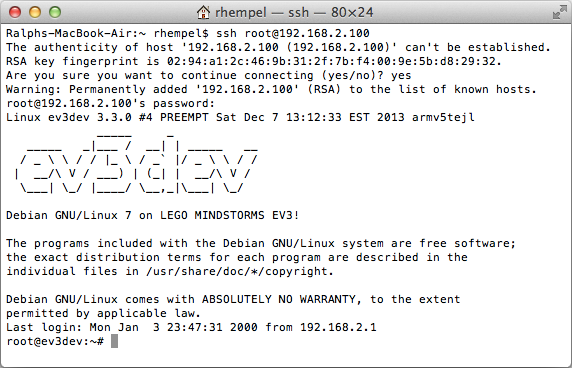 rhempel — ssh — 80×24
Ralphs-MacBook-Air:~ rhempel$ ssh root@192.168.2.100
The authenticity of host '192.168.2.100 (192.168.2.100)' can't be established.
RSA key fingerprint is 02:94:a1:2c:46:9b:31:2f:7b:f4:00:9e:5b:d8:29:32.
Are you sure you want to continue connecting (yes/no)? yes
Warning: Permanently added '192.168.2.100' (RSA) to the list of known hosts.
root@192.168.2.100's password:
Linux ev3dev 3.3.0 #4 PREEMPT Sat Dec 7 13:12:33 EST 2013 armv5tejl
ev3dev
Debian GNU/Linux 7 on LEGO MINDSTORMS EV3!
The programs included with the Debian GNU/Linux system are free software;
the exact distribution terms for each program are described in the
individual files in /usr/share/doc/*/copyright.
Debian GNU/Linux comes with ABSOLUTELY NO WARRANTY, to the extent
permitted by applicable law.
Last login: Mon Jan  3 23:47:31 2000 from 192.168.2.1
root@ev3dev:~#